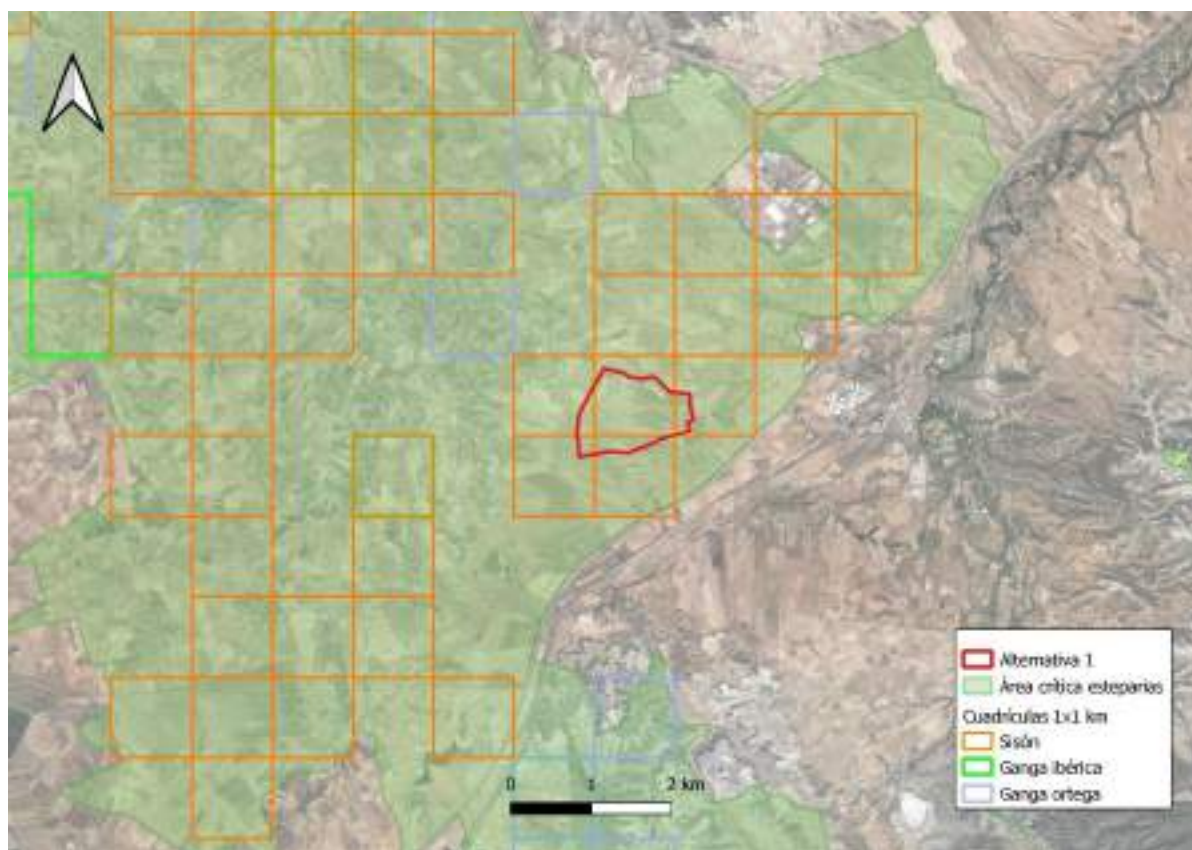 0 1 2 km
Alternativa 1
Área crítica esteparias
Cuadrículas 1x1 km
Sisón
Ganga ibérica
Ganga ortega